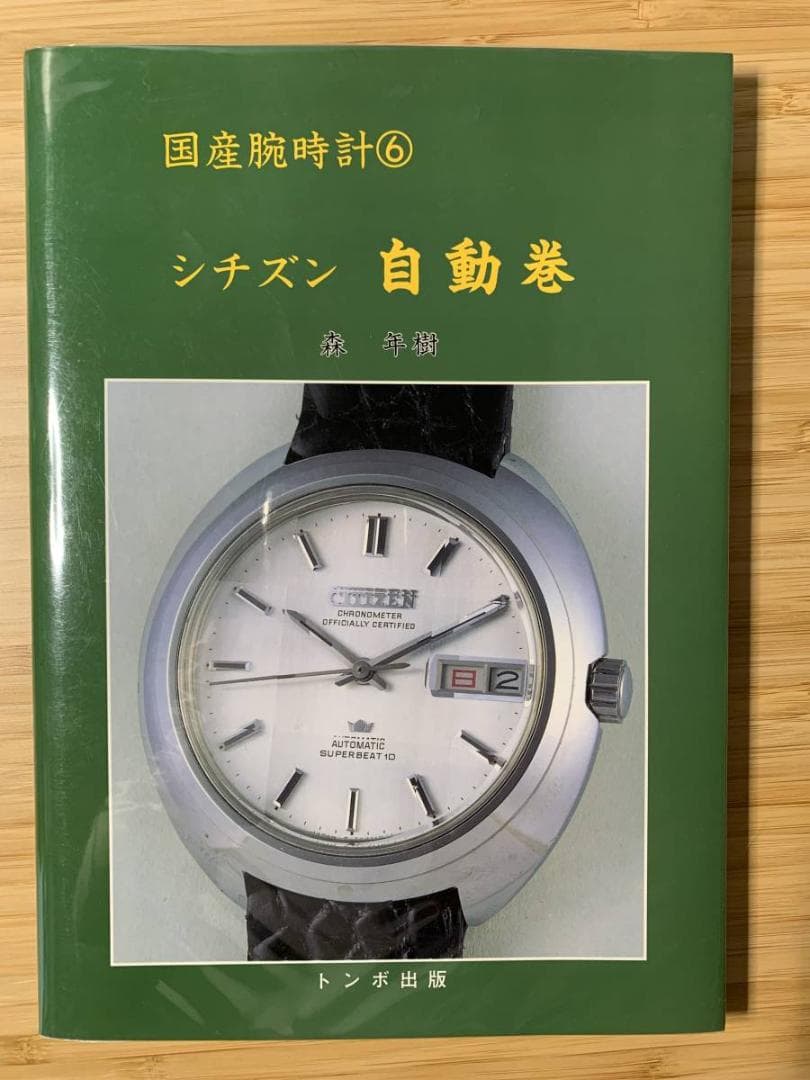 国産腕時計⑥
シチズン 自動巻
森 年樹
CITIZEN
CHRONOMETER
OFFICIALLY CERTIFIED
日 2
AUTOMATIC
SUPERBEAT 10
トンボ出版